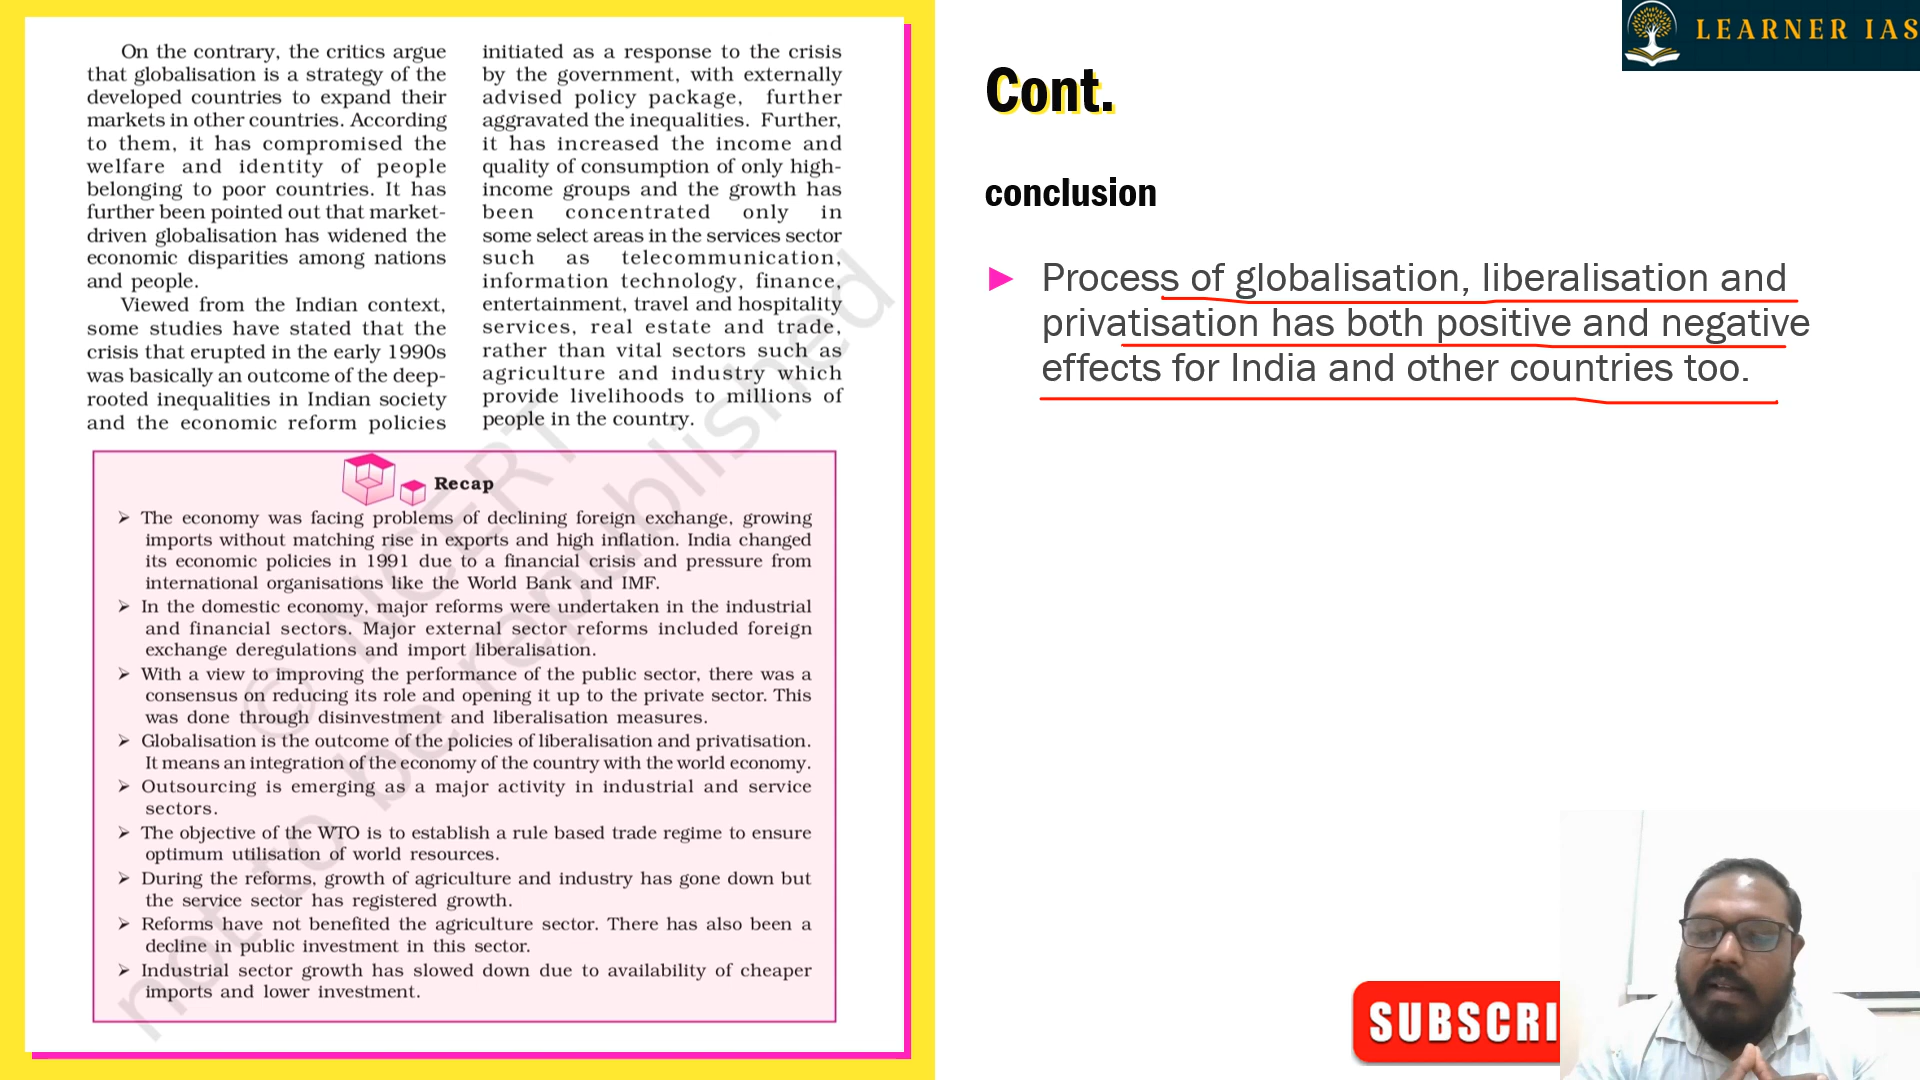 On the contrary, the critics argue
that globalisation is a strategy of the
developed countries to expand their
markets in other countries. According
to them, it has compromised the
welfare and identity of people
belonging to poor countries. It has
further been pointed out that market-
driven globalisation has widened the
economic disparities among nations
and people.
Viewed from the Indian context,
some studies have stated that the
crisis that erupted in the early 1990s
was basically an outcome of the deep-
rooted inequalities in Indian society
and the economic reform policies
initiated as a response to the crisis
by the government, with externally
advised policy package, further
aggravated the inequalities. Further,
it has increased the income and
quality of consumption of only high-
income groups and the growth has
been concentrated only in
some select areas in the services sector
such as telecommunication,
information technology, finance,
entertainment, travel and hospitality
services, real estate and trade,
rather than vital sectors such as
agriculture and industry which
provide livelihoods to millions of
people in the country.
Recap
➢ The economy was facing problems of declining foreign exchange, growing
imports without matching rise in exports and high inflation. India changed
its economic policies in 1991 due to a financial crisis and pressure from
international organisations like the World Bank and IMF.
➢ In the domestic economy, major reforms were undertaken in the industrial
and financial sectors. Major external sector reforms included foreign
exchange deregulations and import liberalisation.
➢ With a view to improving the performance of the public sector, there was a
consensus on reducing its role and opening it up to the private sector. This
was done through disinvestment and liberalisation measures.
➢ Globalisation is the outcome of the policies of liberalisation and privatisation.
It means an integration of the economy of the country with the world economy.
➢ Outsourcing is emerging as a major activity in industrial and service
sectors.
➢ The objective of the WTO is to establish a rule based trade regime to ensure
optimum utilisation of world resources.
➢ During the reforms, growth of agriculture and industry has gone down but
the service sector has registered growth.
➢ Reforms have not benefited the agriculture sector. There has also been a
decline in public investment in this sector.
➢ Industrial sector growth has slowed down due to availability of cheaper
imports and lower investment.
© NCERT
not to be republished
LEARNER IAS
Cont.
conclusion
► Process of globalisation, liberalisation and
privatisation has both positive and negative
effects for India and other countries too.
SUBSCRI